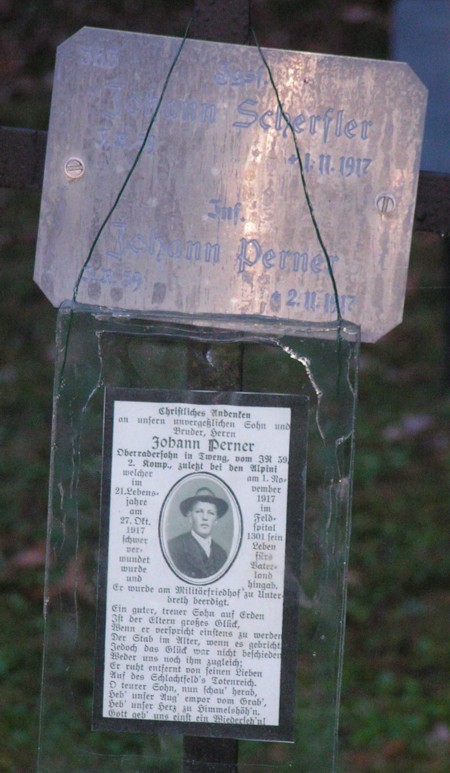 Johann Scherfler
1.11.1917
Inf.
Johann Perner
2.11.1917
Christliches Andenken
an unsern unvergeßlichen Sohn und
Bruder, Herrn
Johann Perner
Oberadersohn in Tweng, vom IR 59,
2. Komp., zuletzt bei den Alpini
welcher
im
21. Lebens-
jahre
am
27. Okt.
1917
schwer
ver-
wundet
wurde
und
am 1. No-
vember
1917
im
Feld-
spital
1301 sein
Leben
fürs
Vater-
land
hingab.
Er wurde am Militärfriedhof zu Unter-
breth beerdigt.
Ein guter, treuer Sohn auf Erden
Ist der Eltern großes Glück,
Wenn er verspricht einstens zu werden
Der Stab im Alter, wenn es gebricht.
Jedoch das Glück war nicht beschieden
Weder uns noch ihm zugleich;
Er ruht entfernt von seinen Lieben
Auf des Schlachtfeld's Totenreich.
O teurer Sohn, nun schau' herab,
Heb' unser Aug' empor vom Grab',
Heb' unser Herz zu Himmelshöh'n,
Gott geb' uns einst ein Wiederseh'n!